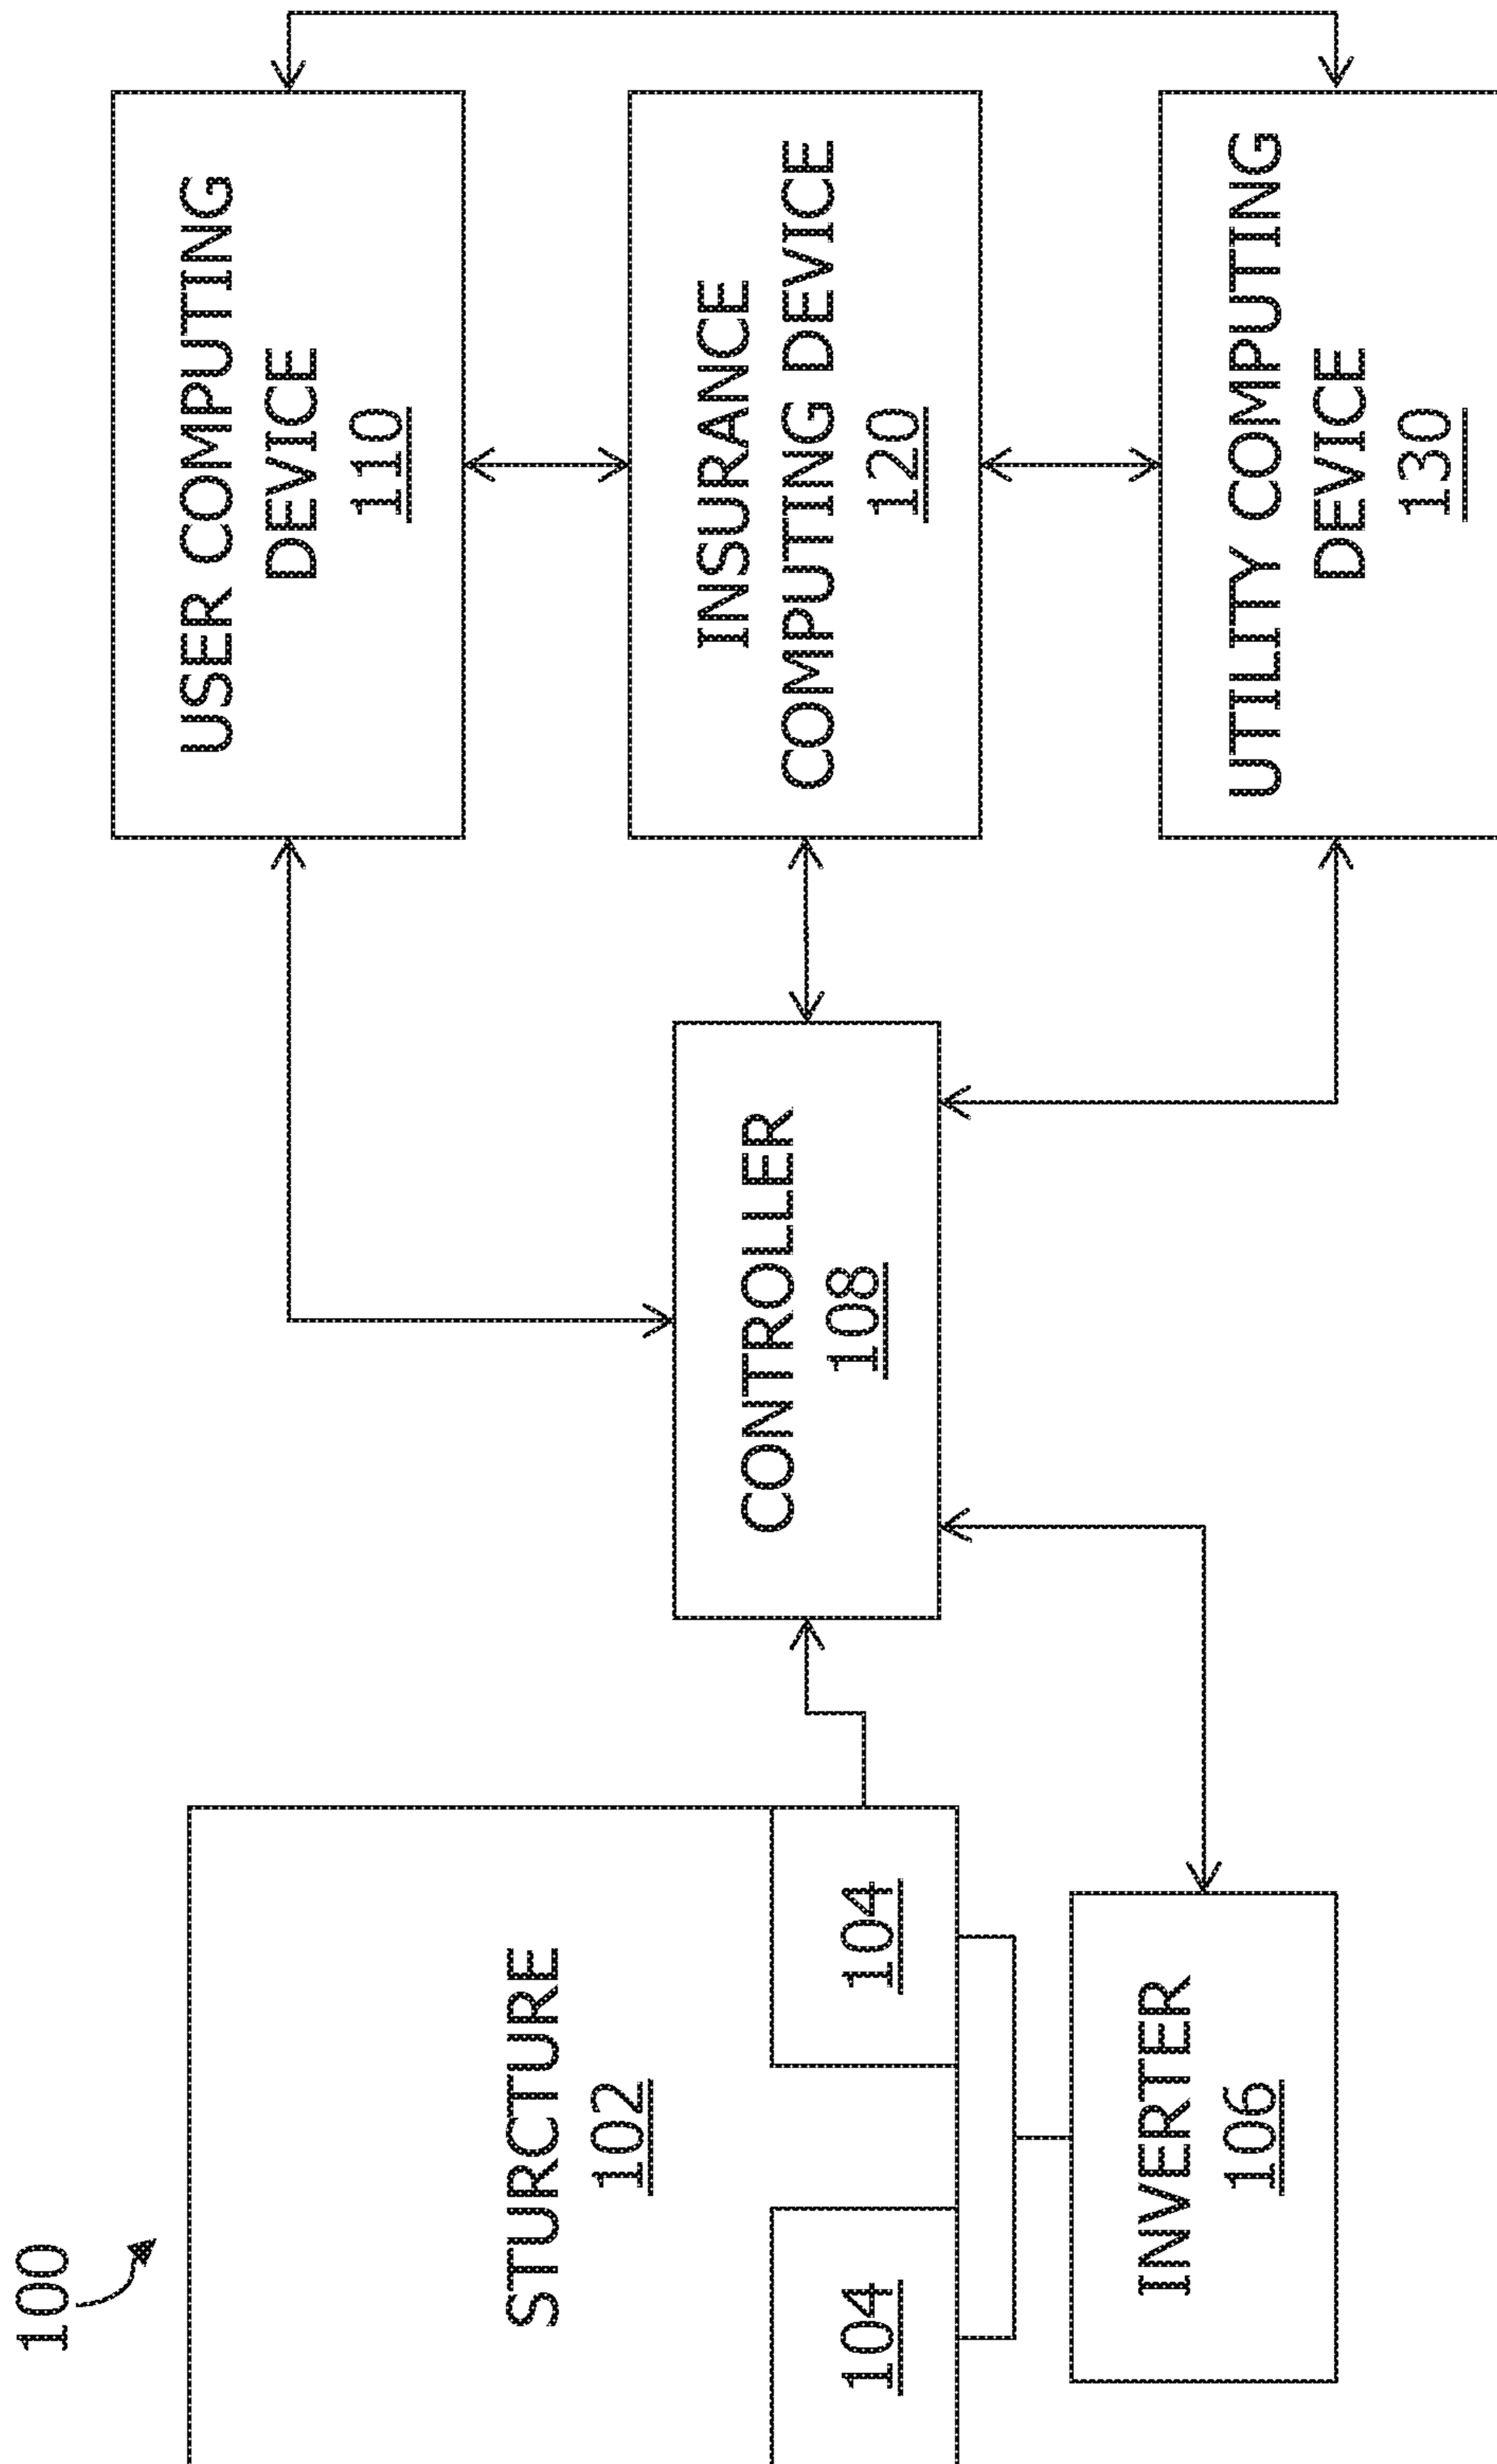 100
STURCTURE
102
104
104
INVERTER
106
CONTROLLER
108
USER COMPUTING
DEVICE
110
INSURANCE
COMPUTING DEVICE
120
UTILITY COMPUTING
DEVICE
130